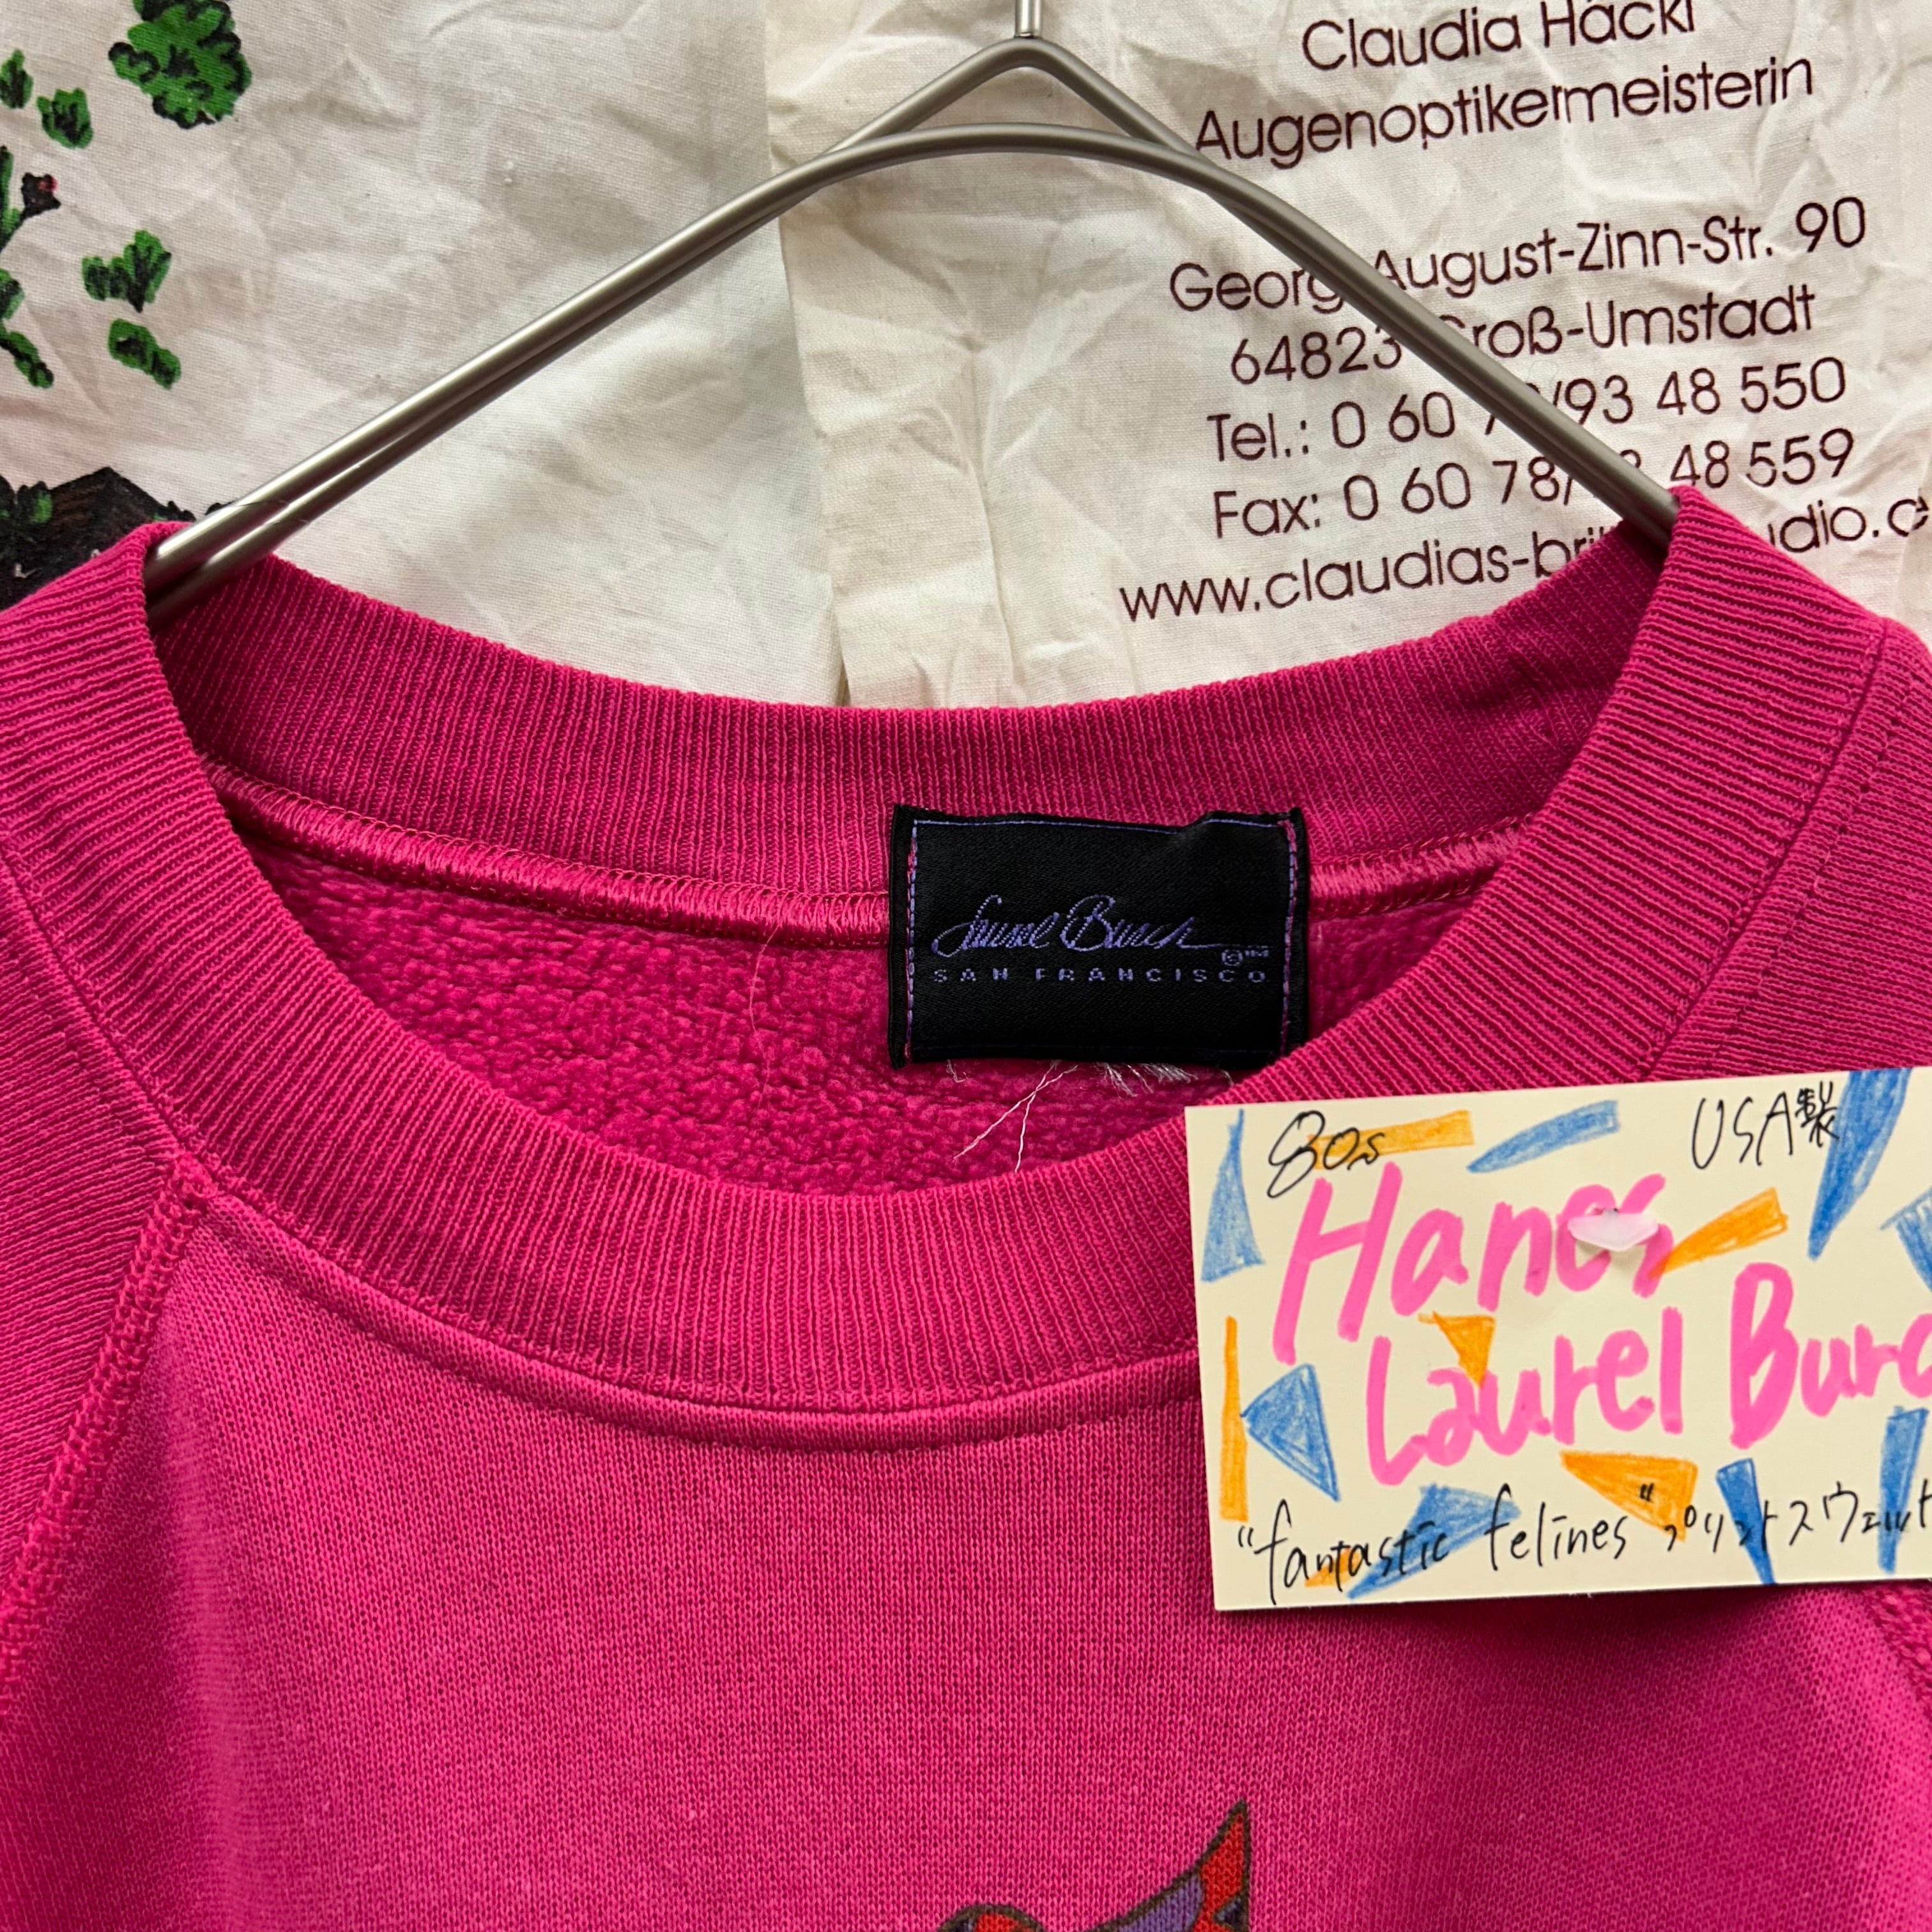 Claudia Häckl
Augenoptikermeisterin
Georg-August-Zinn-Str. 90
64823 Groß-Umstadt
Tel.: 0 60 /93 48 550
Fax: 0 60 78/ 48 559
www.claudias-bri
Laurel Burch
SAN FRANCISCO
80s USA製
Hanes
Laurel Burc
"fantastic felines" プリントスウェット